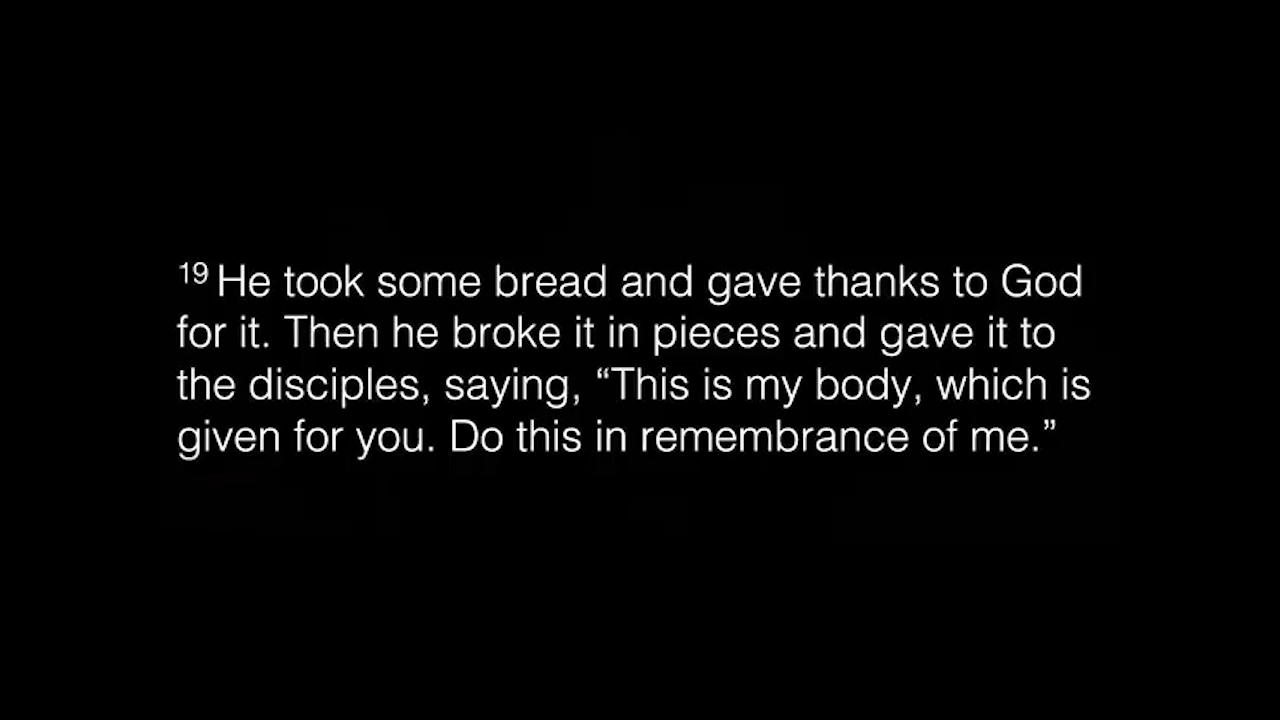 19 He took some bread and gave thanks to God
for it. Then he broke it in pieces and gave it to
the disciples, saying, “This is my body, which is
given for you. Do this in remembrance of me.”